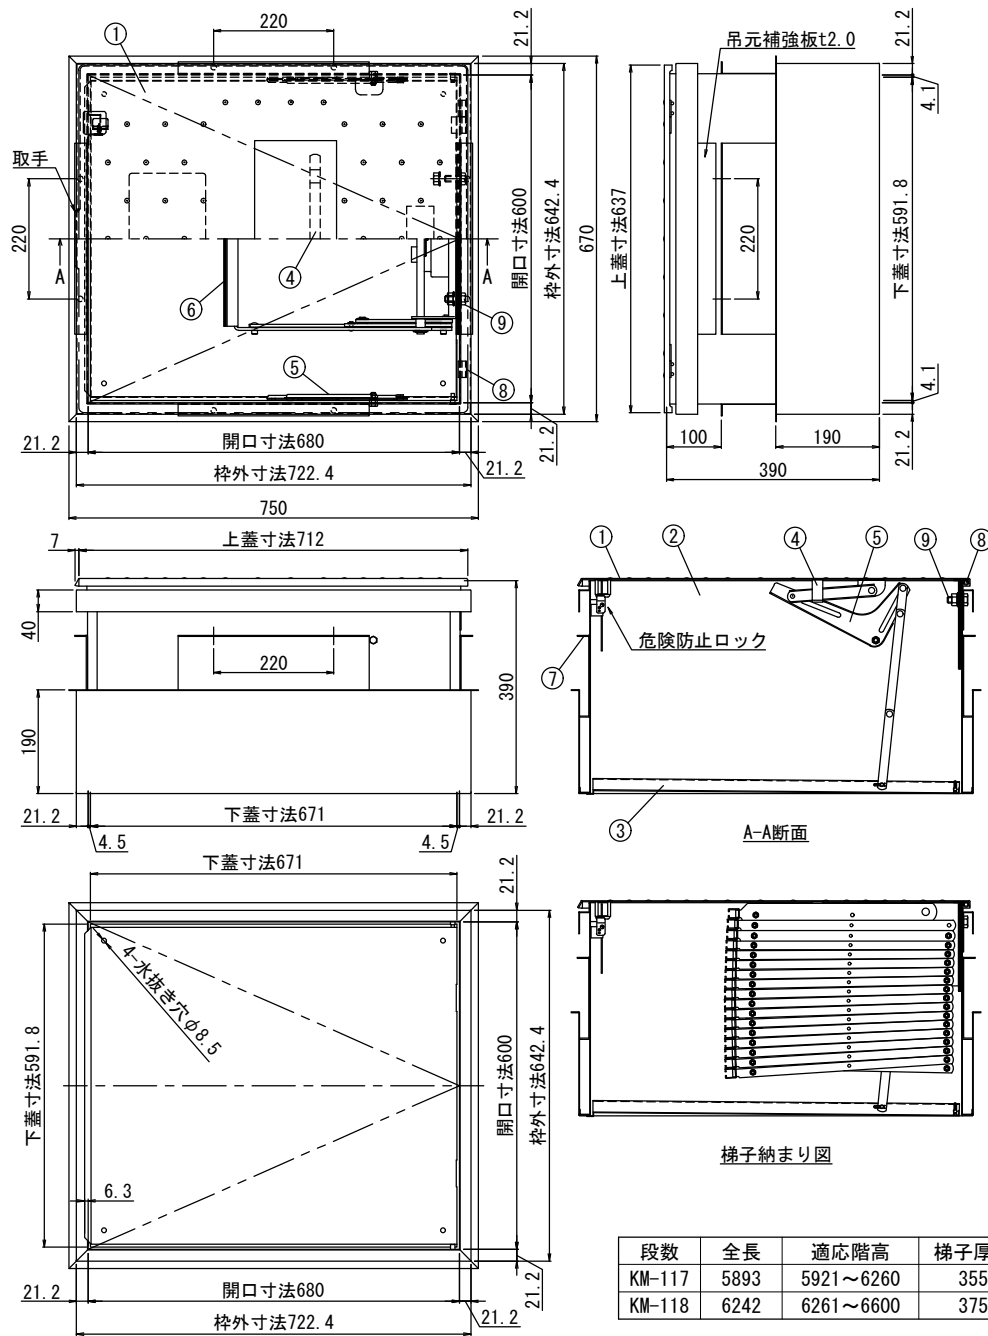 220
21.2
①
取手
220
A
A
④
⑥
⑨
⑤
⑧
開口寸法600
枠外寸法642.4
670
21.2
開口寸法680
21.2
枠外寸法722.4
21.2
750
吊元補強板t2.0
21.2
4.1
上蓋寸法637
220
下蓋寸法591.8
4.1
100
190
21.2
390
7
上蓋寸法712
40
220
390
190
21.2
下蓋寸法671
21.2
4.5
4.5
①
②
④
⑤
⑨
⑧
危険防止ロック
⑦
③
A-A断面
下蓋寸法671
21.2
4-水抜き穴φ8.5
下蓋寸法591.8
開口寸法600
枠外寸法642.4
6.3
21.2
開口寸法680
21.2
枠外寸法722.4
21.2
梯子納まり図
段数 全長 適応階高
KM-117 5893 5921～6260 355
KM-118 6242 6261～6600 375